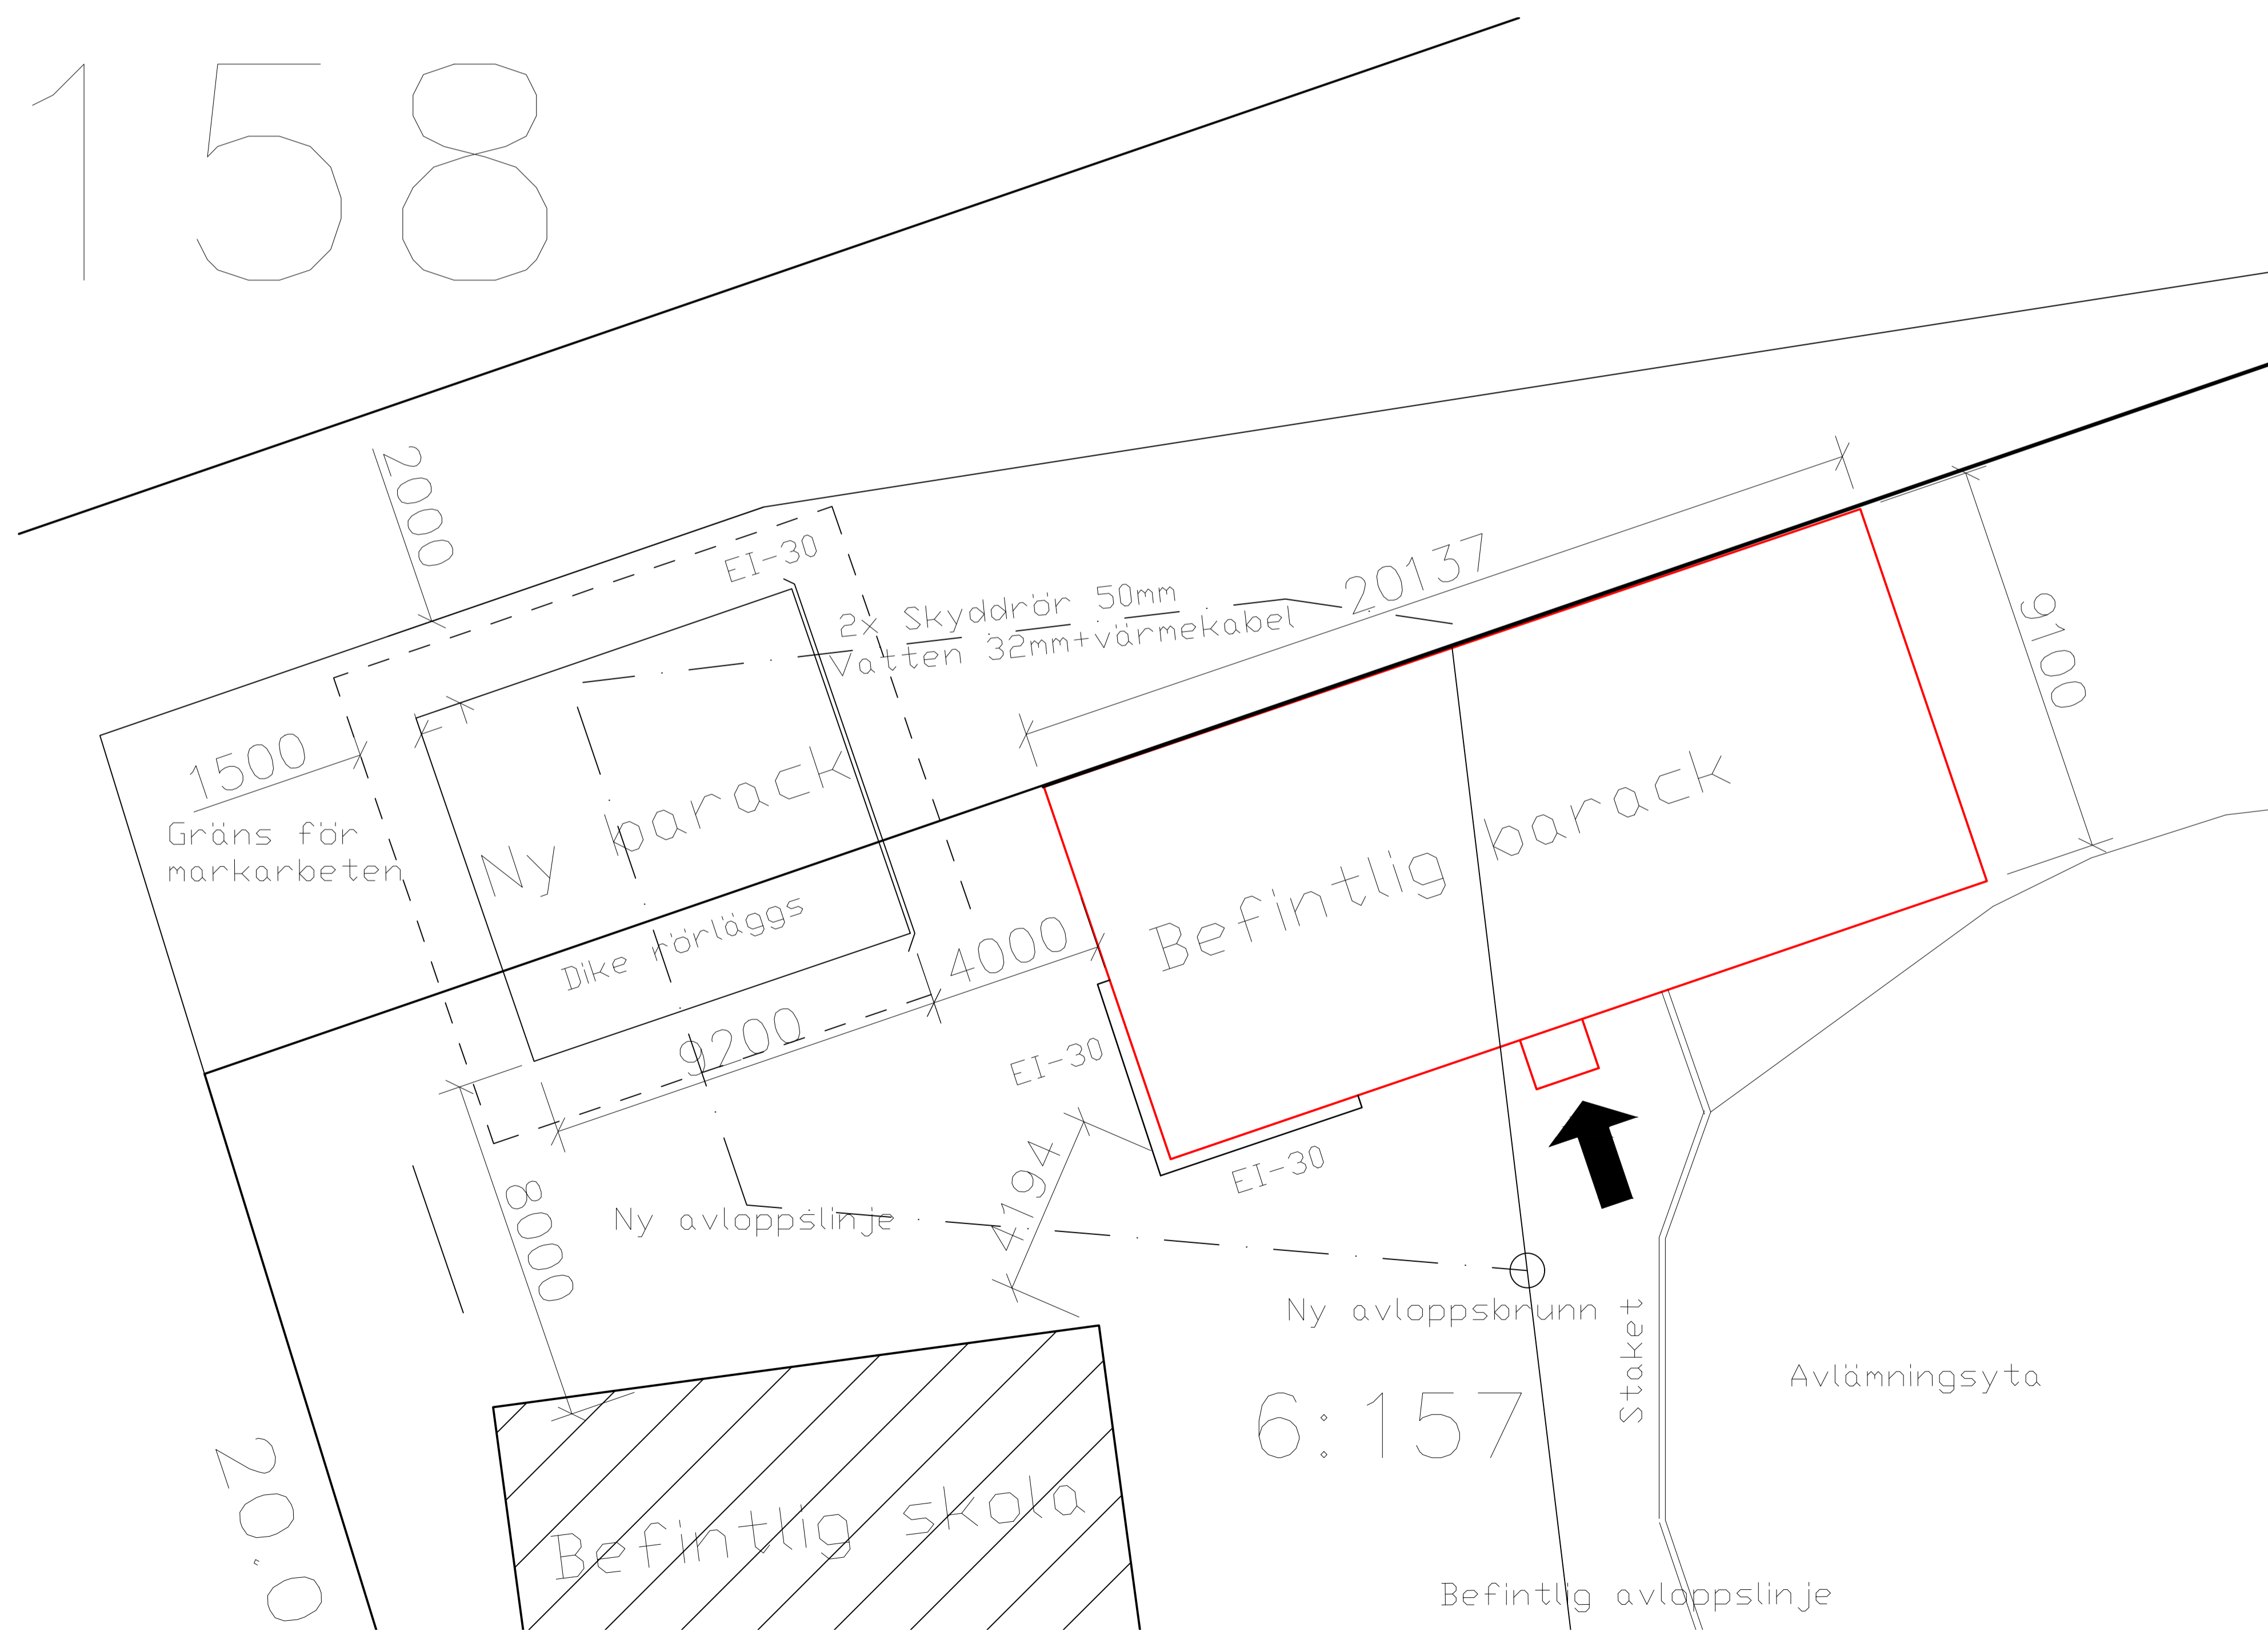 158
2000
EI-30
2x Skyddrör 50mm
Vatten 32mm+värmekabel
20137
9100
1500
Gräns för
markarbeten
Ny barack
Befintlig barack
Dike rörläggs
4000
9200
EI-30
EI-30
4194
8000
Ny avloppslinje
Ny avloppsbrunn
Staket
Avlämningsyta
6:157
20.0
Befintlig skola
Befintlig avloppslinje